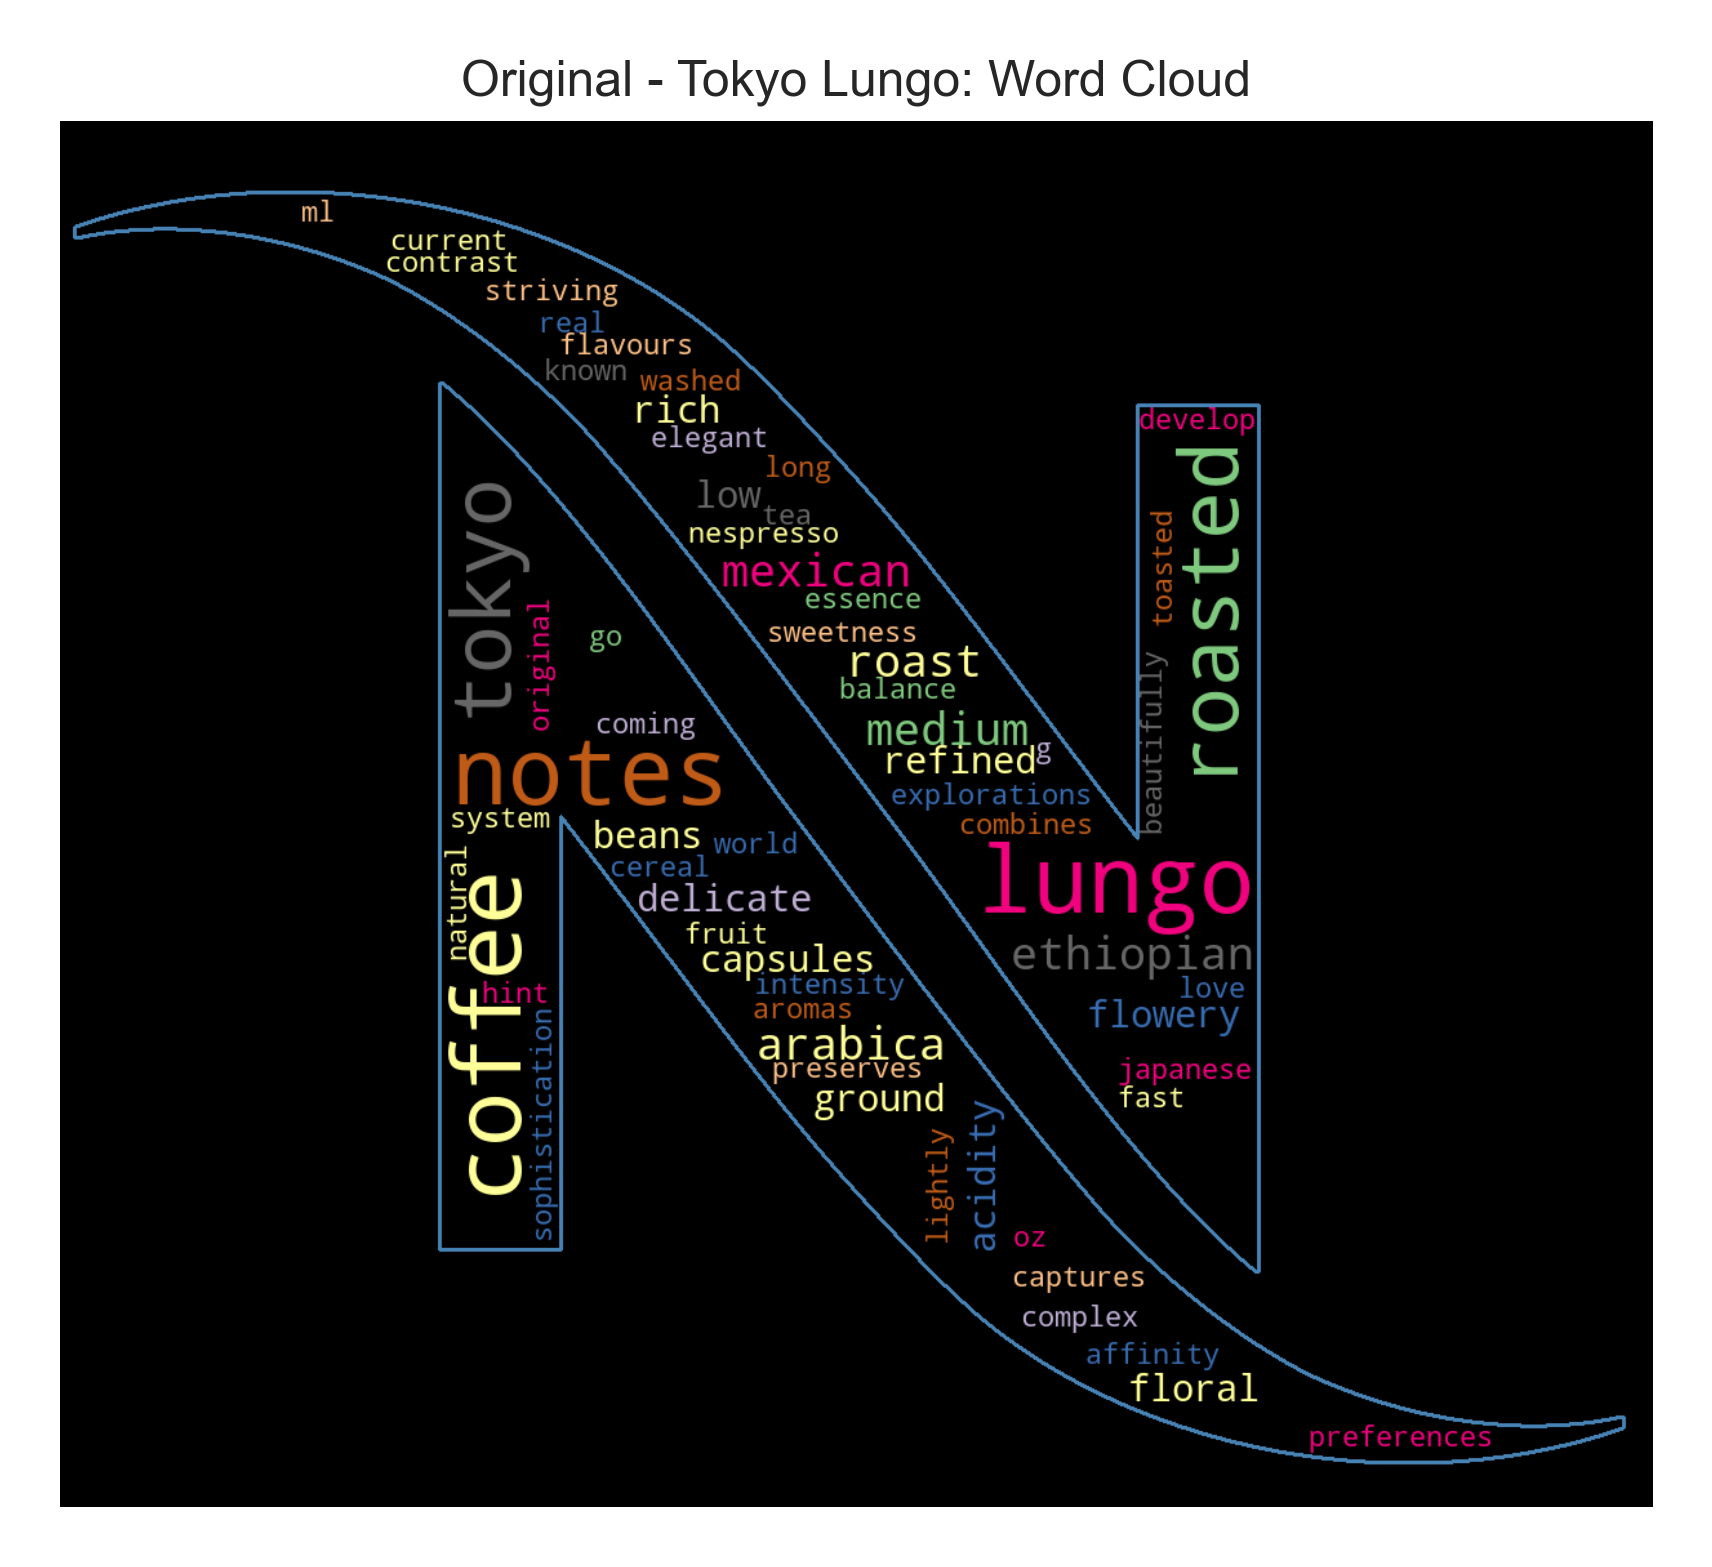 Original - Tokyo Lungo: Word Cloud
ml
current
contrast
striving
real
flavours
known
washed
rich
elegant
long
low
tea
nespresso
mexican
essence
sweetness
roast
balance
medium
refined
g
explorations
combines
develop
roasted
toasted
beautifully
lungo
ethiopian
love
flowery
japanese
fast
tokyo
original
go
coming
notes
system
natural
coffee
hint
sophistication
beans
world
cereal
delicate
fruit
capsules
intensity
aromas
arabica
preserves
ground
lightly
acidity
oz
captures
complex
affinity
floral
preferences